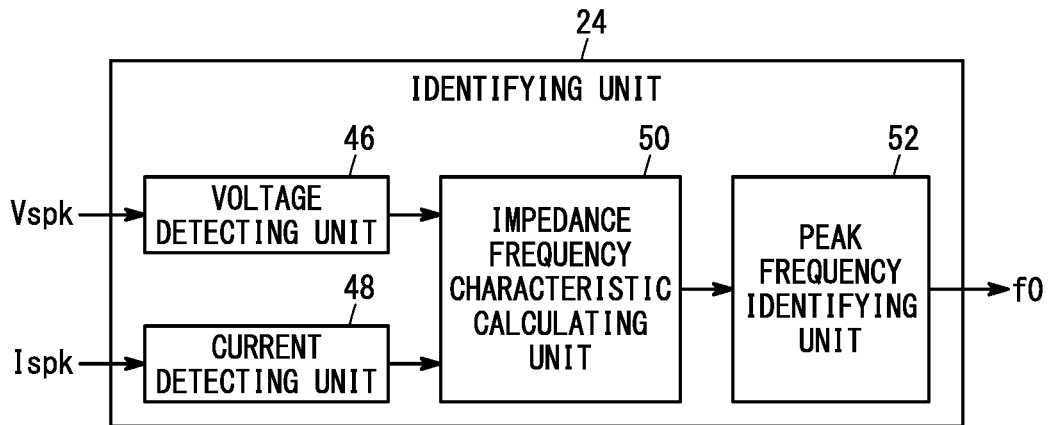 24
IDENTIFYING UNIT
46
50
52
Vspk
VOLTAGE
DETECTING UNIT
IMPEDANCE
FREQUENCY
CHARACTERISTIC
CALCULATING
UNIT
PEAK
FREQUENCY
IDENTIFYING
UNIT
f0
48
Ispk
CURRENT
DETECTING UNIT